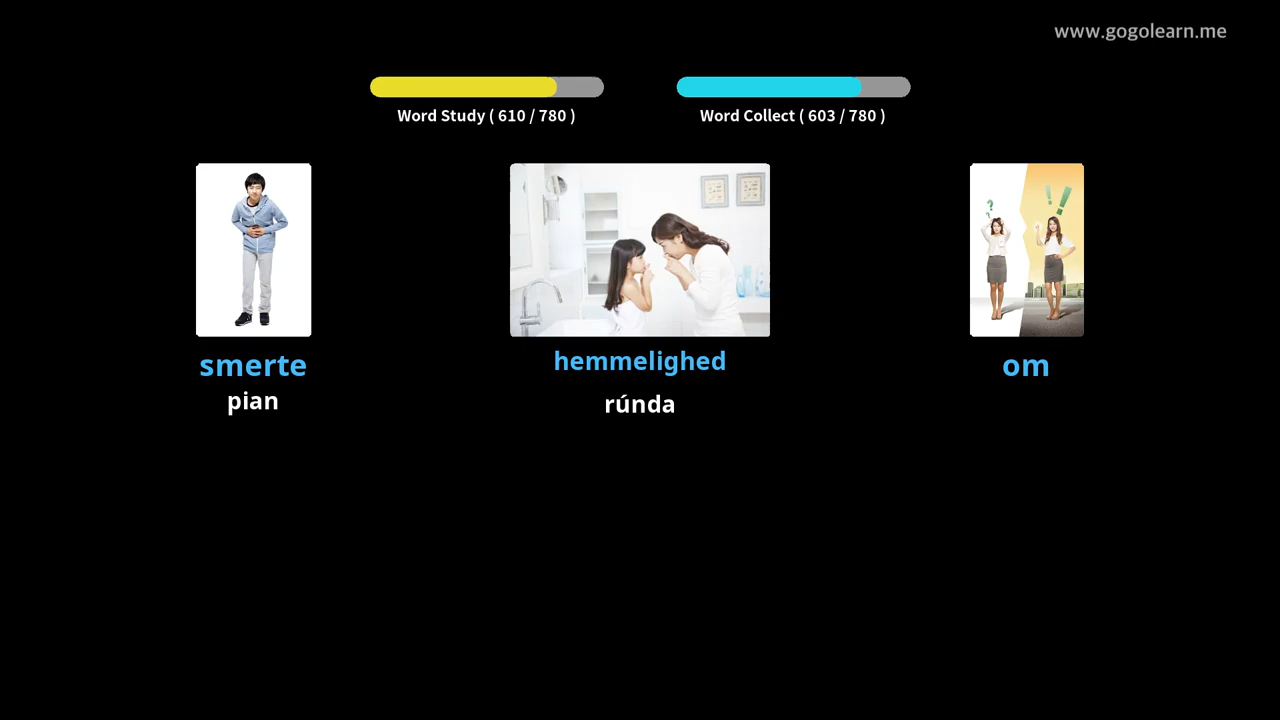 www.gogolearn.me
Word Study ( 610 / 780 )
Word Collect ( 603 / 780 )
smerte
pian
hemmelighed
rúnda
om